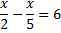 x/2 − x/5 = 6